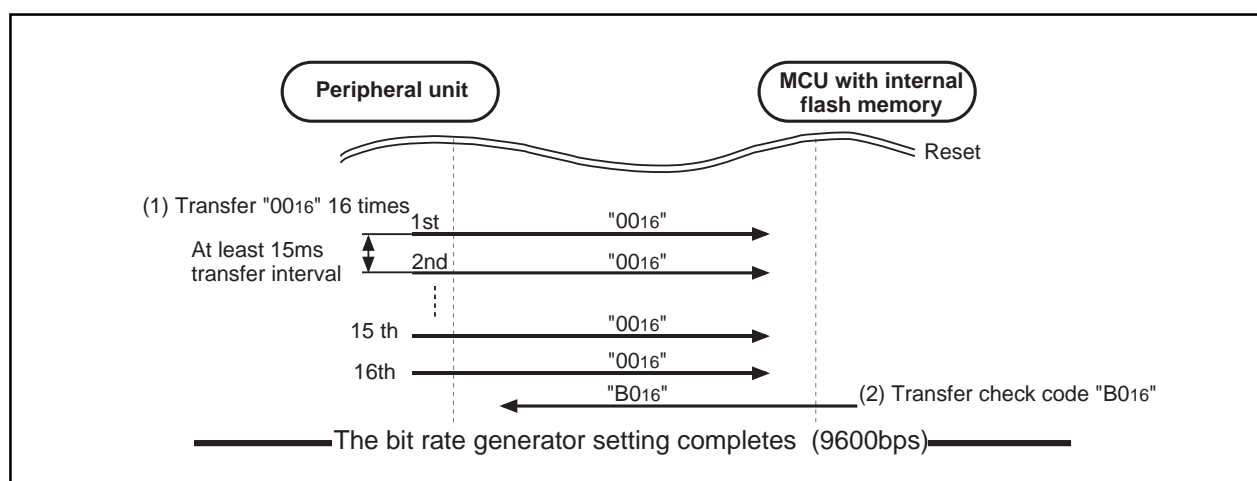 Peripheral unit
MCU with internal
flash memory
Reset
(1) Transfer "0016" 16 times
1st
"0016"
At least 15ms
transfer interval
2nd
"0016"
15 th
"0016"
16th
"0016"
"B016"
(2) Transfer check code "B016"
The bit rate generator setting completes (9600bps)